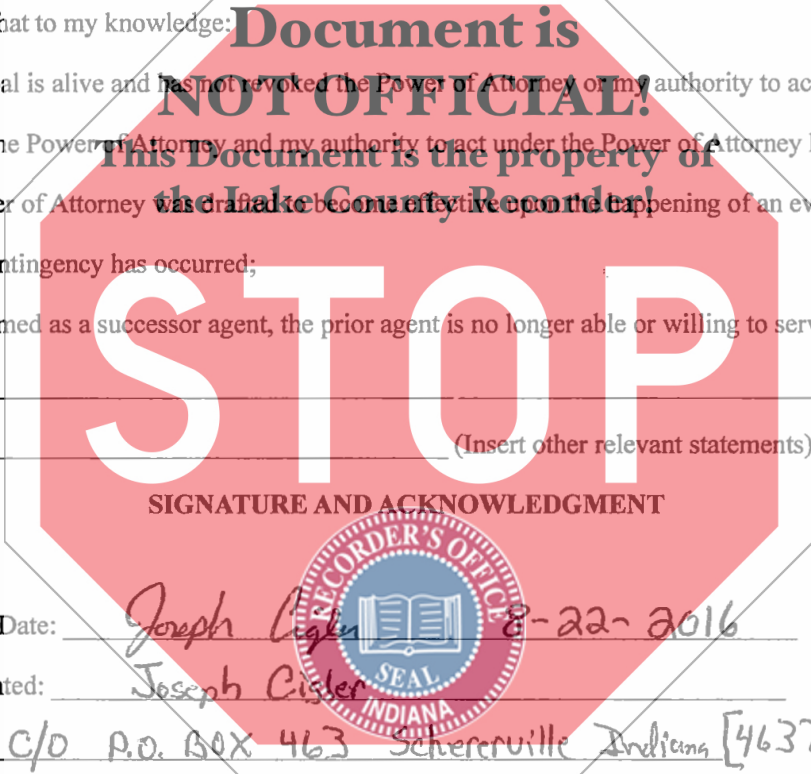 hat to my knowledge:
Document is
al is alive and has not revoked the Power of Attorney or my authority to ac
NOT OFFICIAL!
e Power of Attorney and my authority to act under the Power of Attorney
This Document is the property of
r of Attorney was drafted to become effective upon the happening of an ev
the Lake County Recorder!
ntingency has occurred;
med as a successor agent, the prior agent is no longer able or willing to serv
STOP
(Insert other relevant statements)
SIGNATURE AND ACKNOWLEDGMENT
RECORDER'S OFFICE
SEAL
INDIANA
Date: Joseph Cigler 8-22-2016
ted: Joseph Cigler
C/O P.O. BOX 463 Schererville Indiana [4637